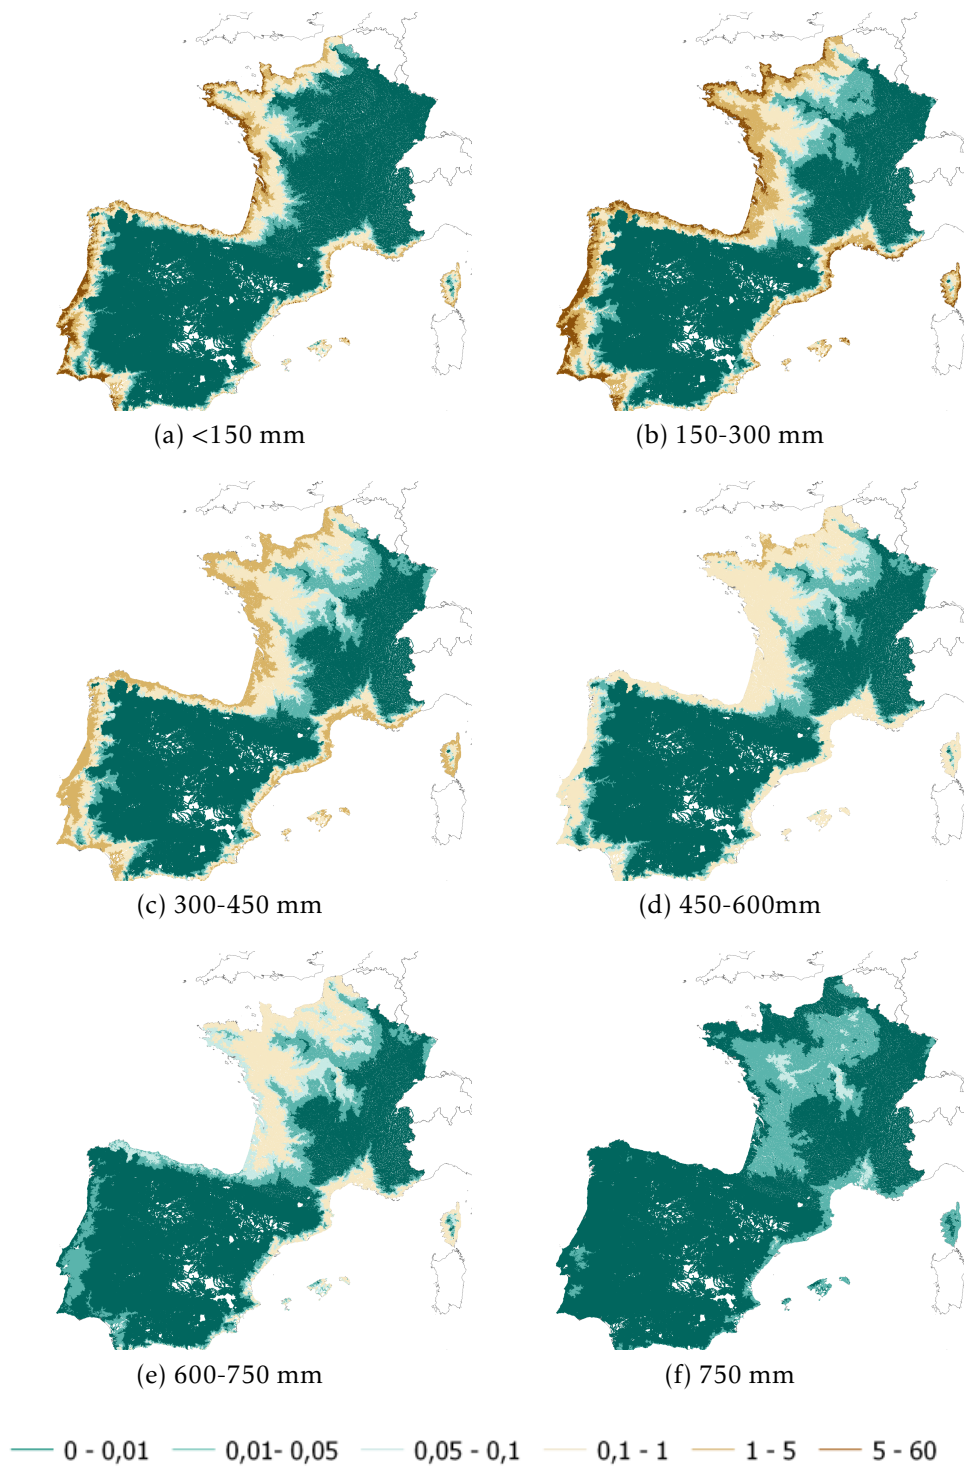 (a) <150 mm
(b) 150-300 mm
(c) 300-450 mm
(d) 450-600mm
(e) 600-750 mm
(f) 750 mm
0 - 0,01 0,01- 0,05 0,05 - 0,1 0,1 - 1 1 - 5 5 - 60